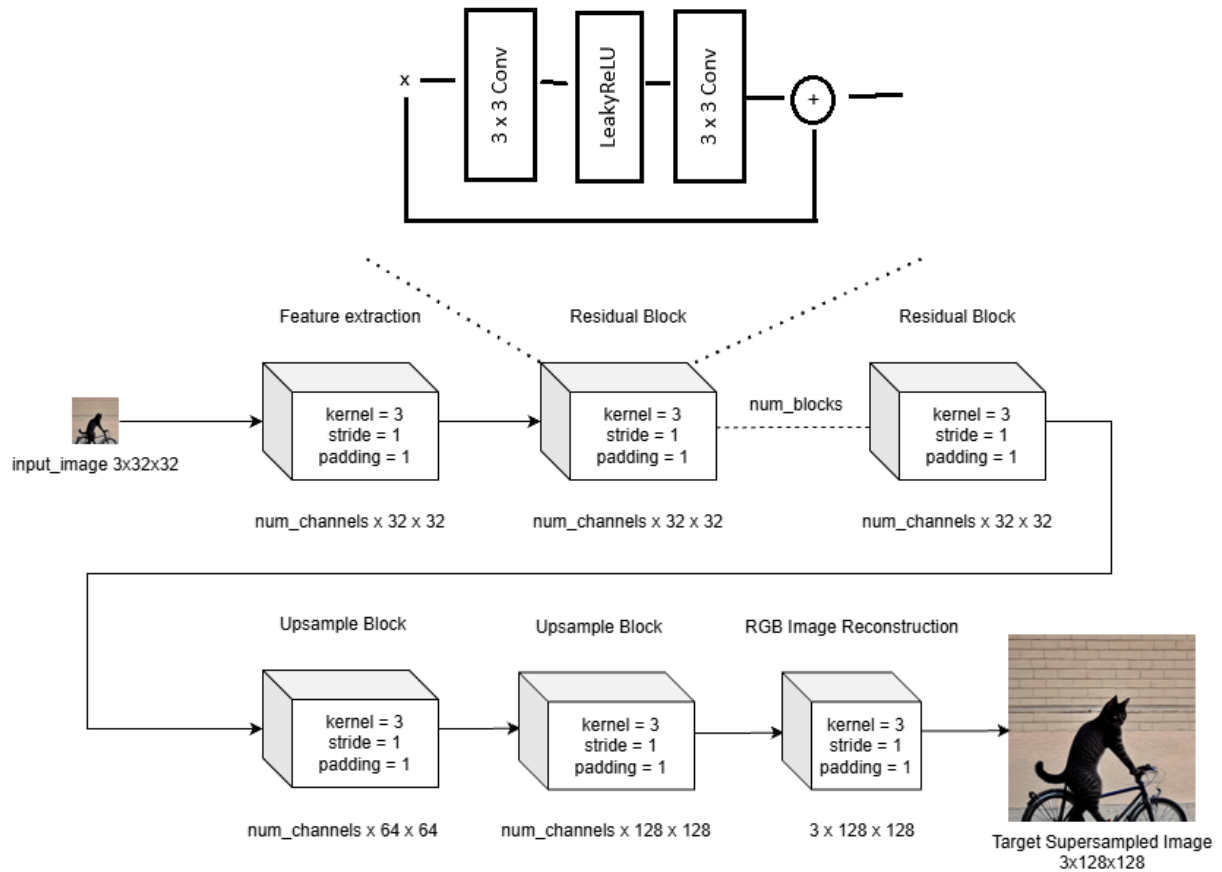 x
3 x 3 Conv
LeakyReLU
3 x 3 Conv
+
Feature extraction
Residual Block
Residual Block
kernel = 3
stride = 1
padding = 1
kernel = 3
stride = 1
padding = 1
num_blocks
kernel = 3
stride = 1
padding = 1
input_image 3x32x32
num_channels x 32 x 32
num_channels x 32 x 32
num_channels x 32 x 32
Upsample Block
Upsample Block
RGB Image Reconstruction
kernel = 3
stride = 1
padding = 1
kernel = 3
stride = 1
padding = 1
kernel = 3
stride = 1
padding = 1
num_channels x 64 x 64
num_channels x 128 x 128
3 x 128 x 128
Target Supersampled Image
3x128x128